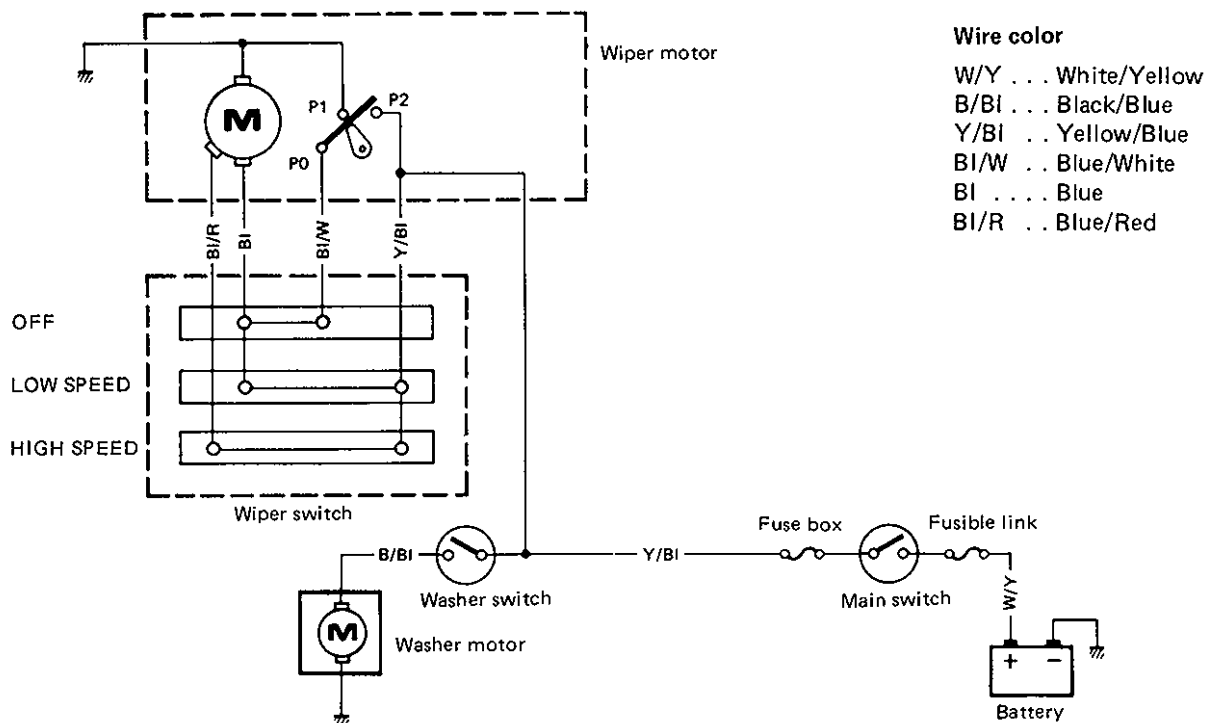 Wiper motor
M
P1
P2
P0
Bl/R
Bl
Bl/W
Y/Bl
Wire color
W/Y . . . White/Yellow
B/Bl . . . Black/Blue
Y/Bl . . Yellow/Blue
Bl/W . . Blue/White
Bl . . . . Blue
Bl/R . . Blue/Red
OFF
LOW SPEED
HIGH SPEED
Wiper switch
B/Bl
Washer switch
Y/Bl
Fuse box
Main switch
Fusible link
W/Y
M
Washer motor
+ −
Battery